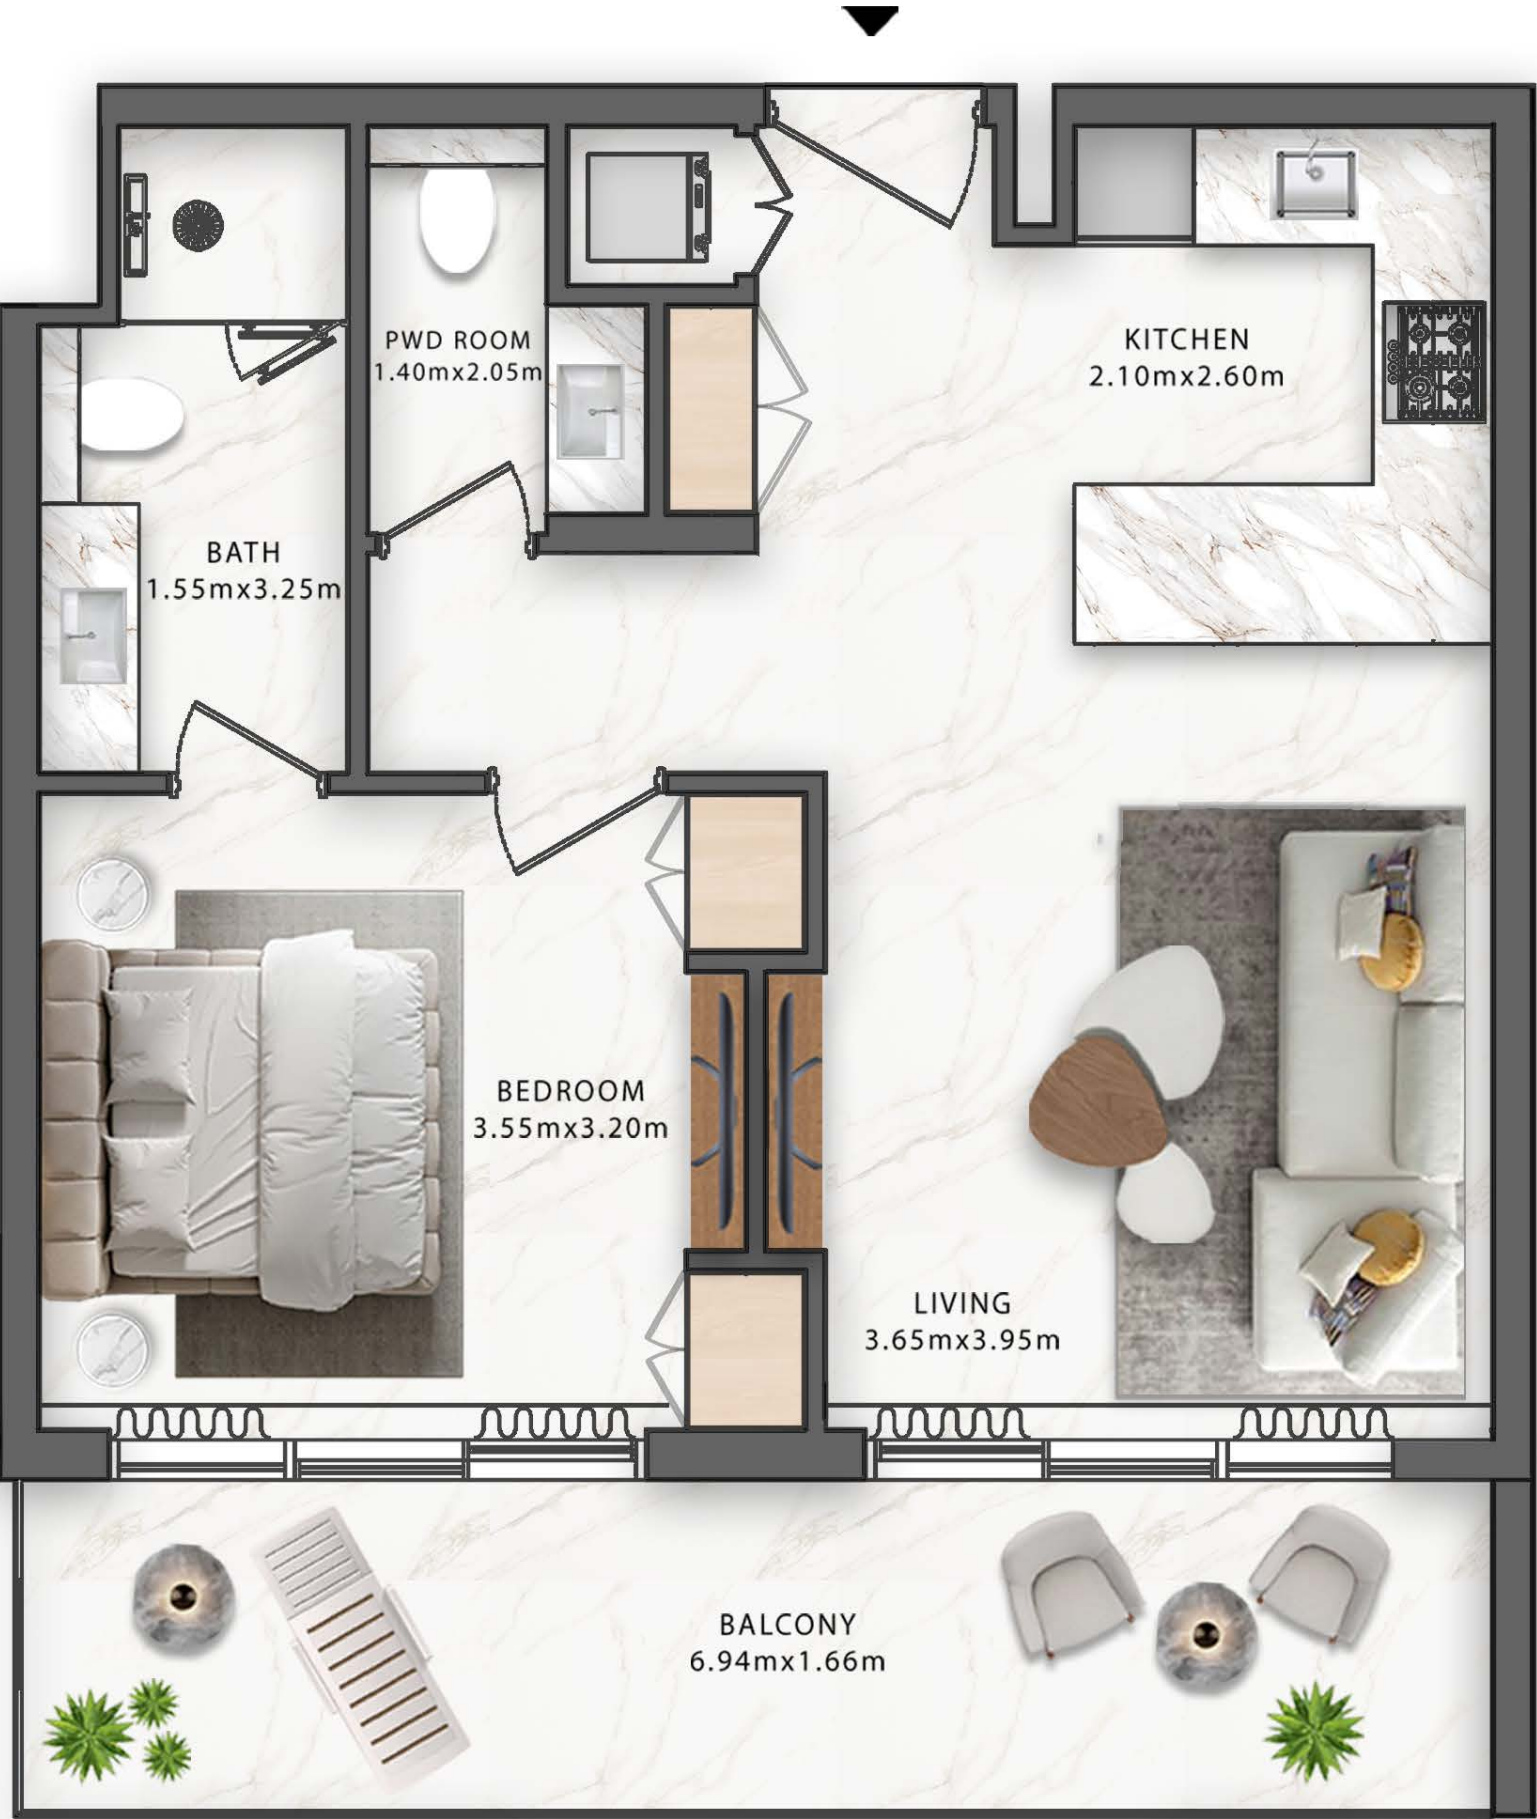 PWD ROOM
1.40mx2.05m
KITCHEN
2.10mx2.60m
BATH
1.55mx3.25m
BEDROOM
3.55mx3.20m
LIVING
3.65mx3.95m
BALCONY
6.94mx1.66m